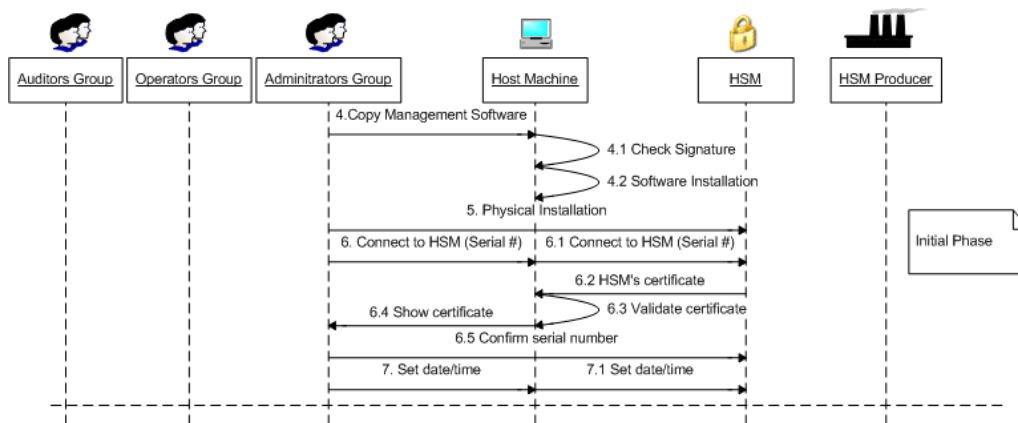 Auditors Group
Operators Group
Adminitrators Group
Host Machine
HSM
HSM Producer
4.Copy Management Software
4.1 Check Signature
4.2 Software Installation
5. Physical Installation
6. Connect to HSM (Serial #)
6.1 Connect to HSM (Serial #)
Initial Phase
6.2 HSM's certificate
6.3 Validate certificate
6.4 Show certificate
6.5 Confirm serial number
7. Set date/time
7.1 Set date/time